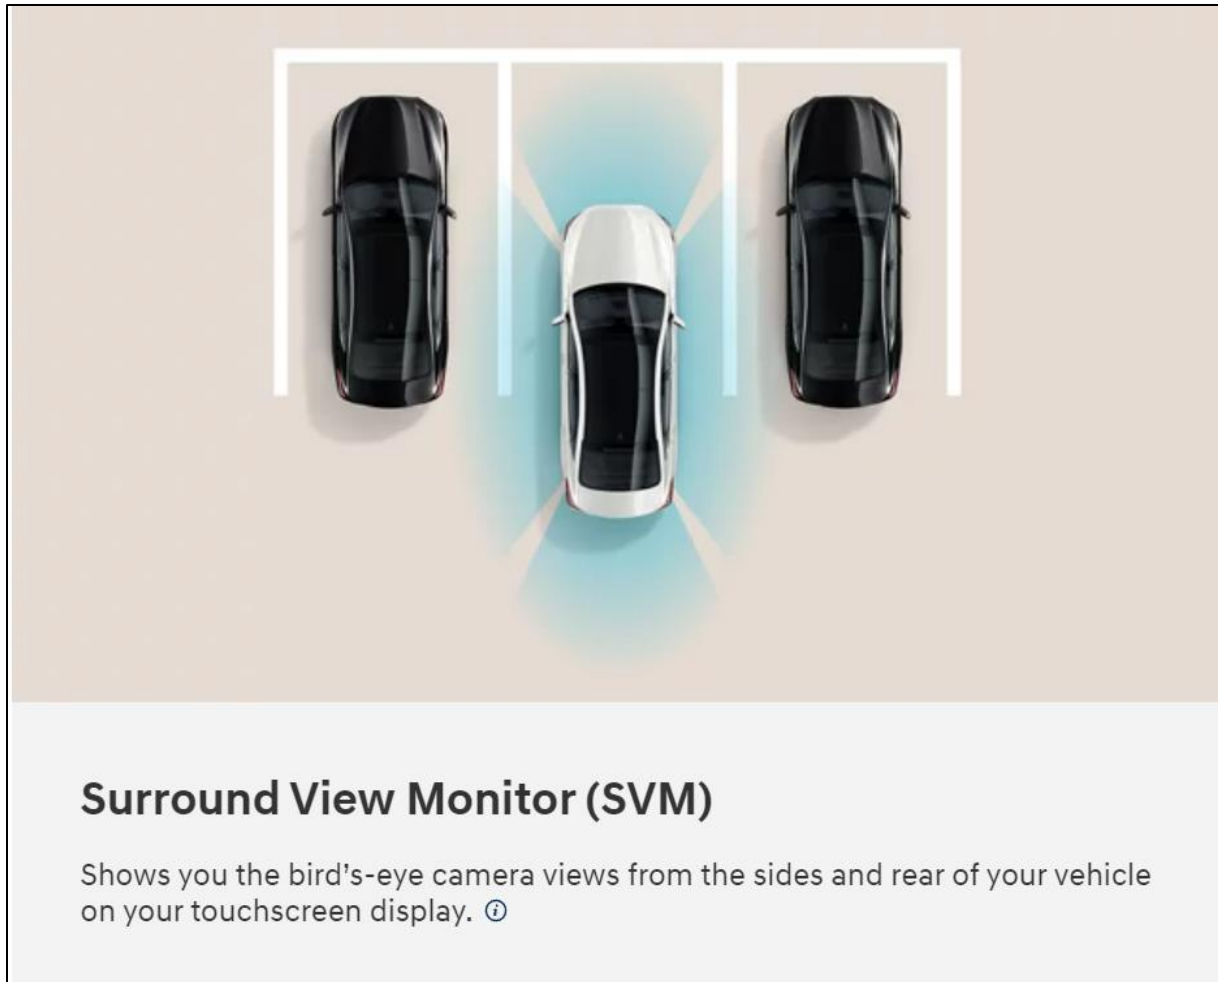 Surround View Monitor (SVM)
Shows you the bird's-eye camera views from the sides and rear of your vehicle
on your touchscreen display. ⓘ